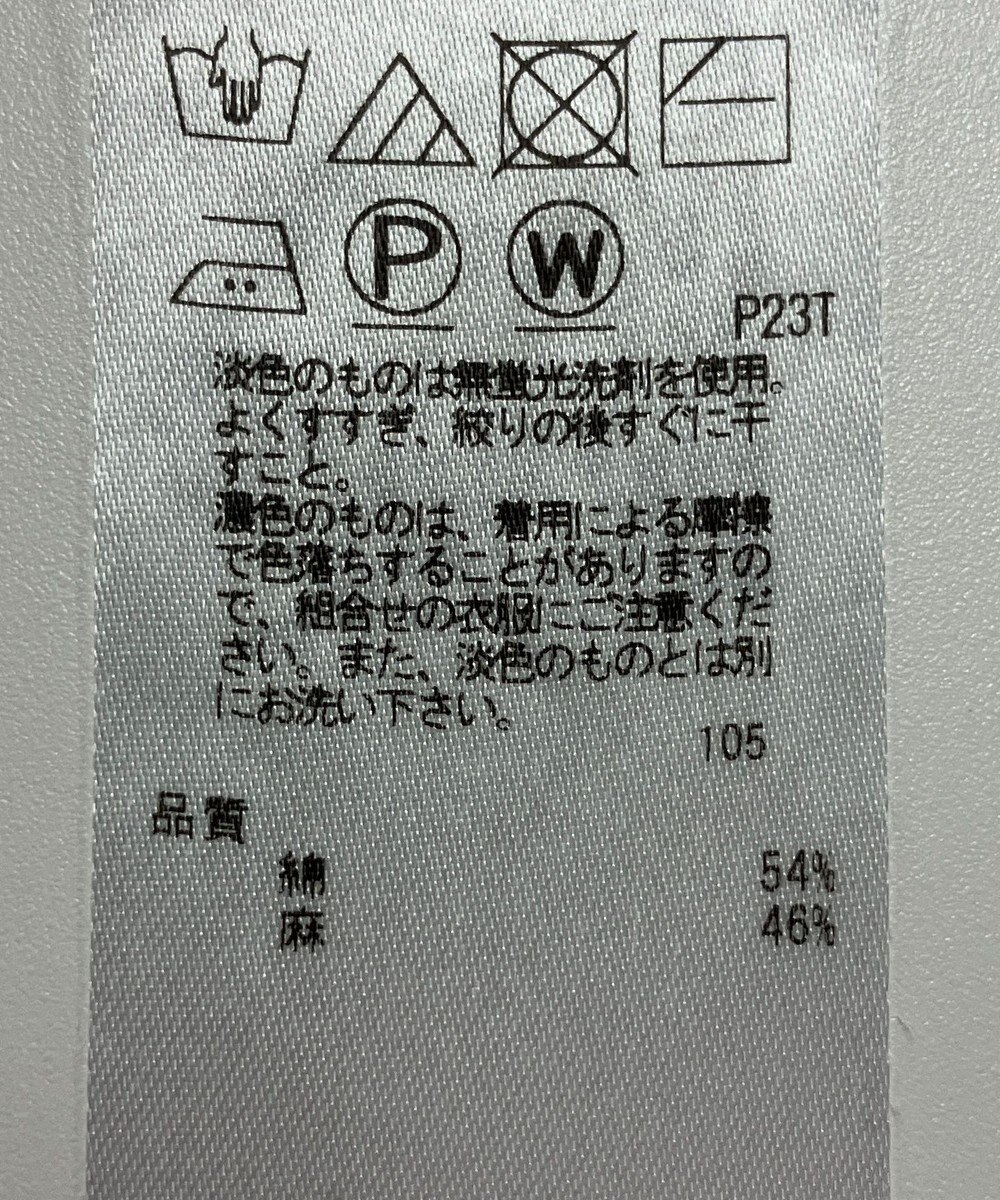 P
W
P23T
淡色のものは無蛍光洗剤を使用。
よくすすぎ、絞りの後すぐに干
すこと。
濃色のものは、着用による摩擦
で色落ちすることがありますの
で、組合せの衣服にご注意くだ
さい。また、淡色のものとは別
にお洗い下さい。
105
品質
綿 54%
麻 46%